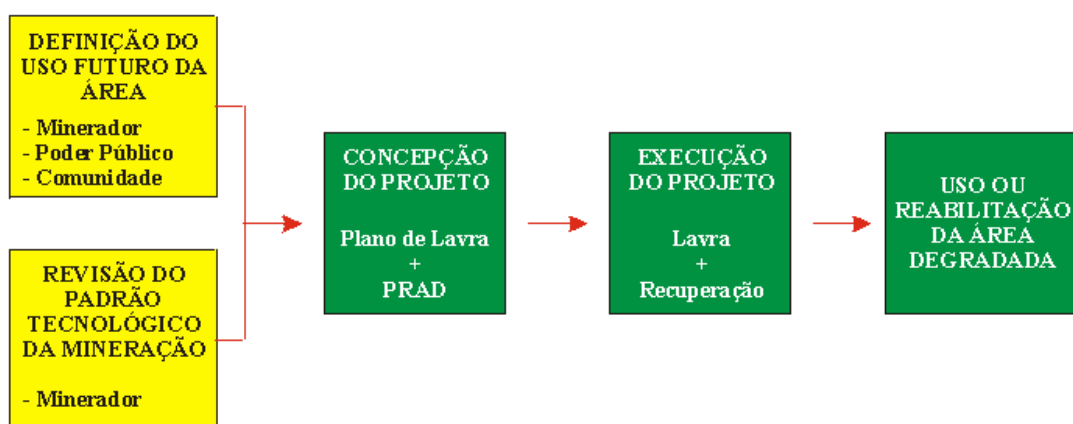 DEFINIÇÃO DO
USO FUTURO DA
ÁREA
- Minerador
- Poder Público
- Comunidade
REVISÃO DO
PADRÃO
TECNOLÓGICO
DA MINERAÇÃO
- Minerador
CONCEPÇÃO
DO PROJETO
Plano de Lavra
+
PRAD
EXECUÇÃO
DO PROJETO
Lavra
+
Recuperação
USO OU
REABILITAÇÃO
DA ÁREA
DEGRADADA